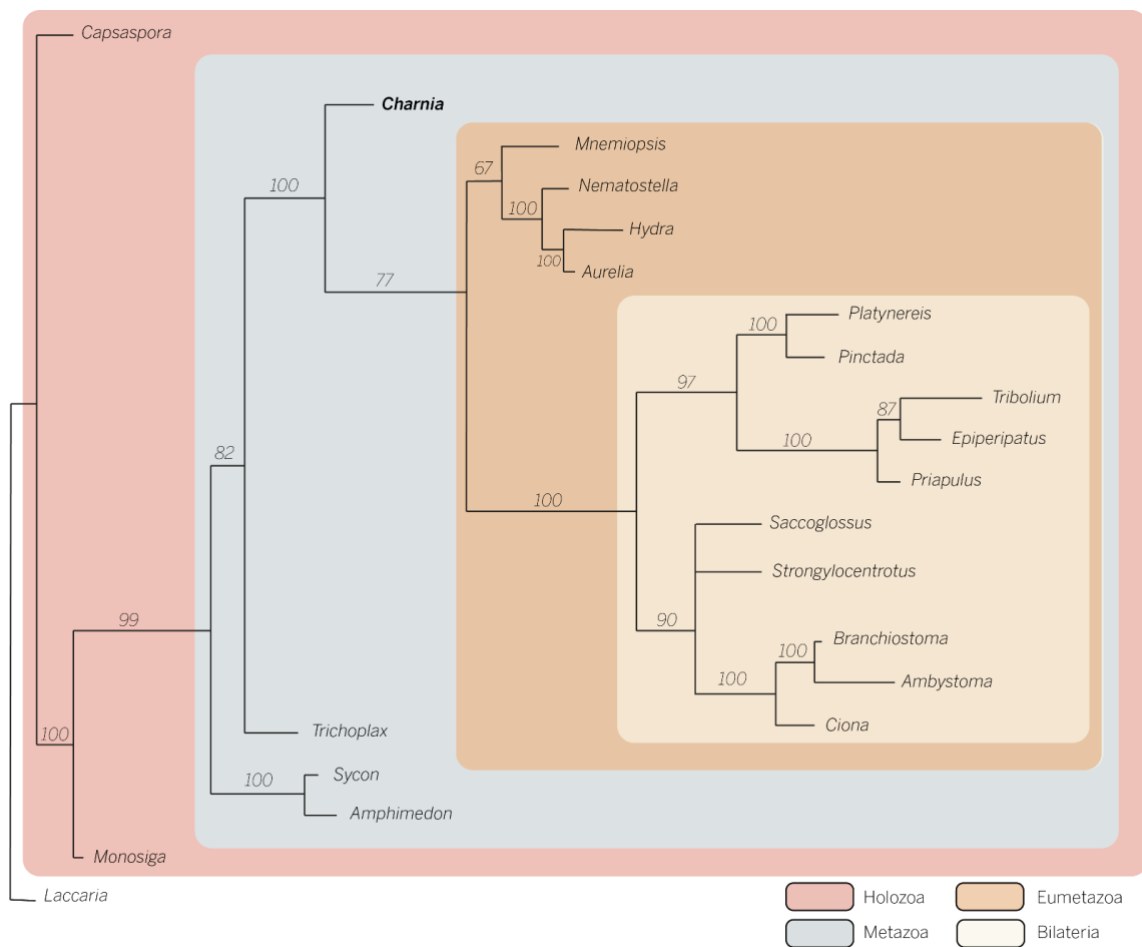 Capsaspora
Charnia
Mnemiopsis
67
Nematostella
100
100
Hydra
100
Aurelia
77
Platynereis
100
Pinctada
97
Tribolium
87
Epiperipatus
100
Priapulus
82
100
Saccoglossus
Strongylocentrotus
99
90
Branchiostoma
100
100
Ambystoma
Ciona
Trichoplax
100
Sycon
100
Amphimedon
Monosiga
Laccaria
Holozoa
Eumetazoa
Metazoa
Bilateria